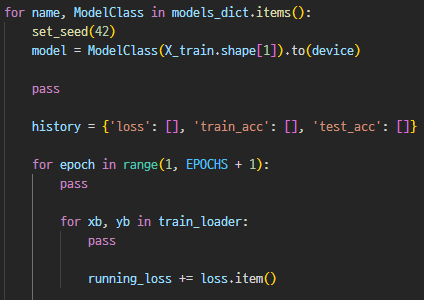 for name, ModelClass in models_dict.items():
    set_seed(42)
    model = ModelClass(X_train.shape[1]).to(device)
    pass
    history = {'loss': [], 'train_acc': [], 'test_acc': []}
    for epoch in range(1, EPOCHS + 1):
        pass
        for xb, yb in train_loader:
            pass
            running_loss += loss.item()